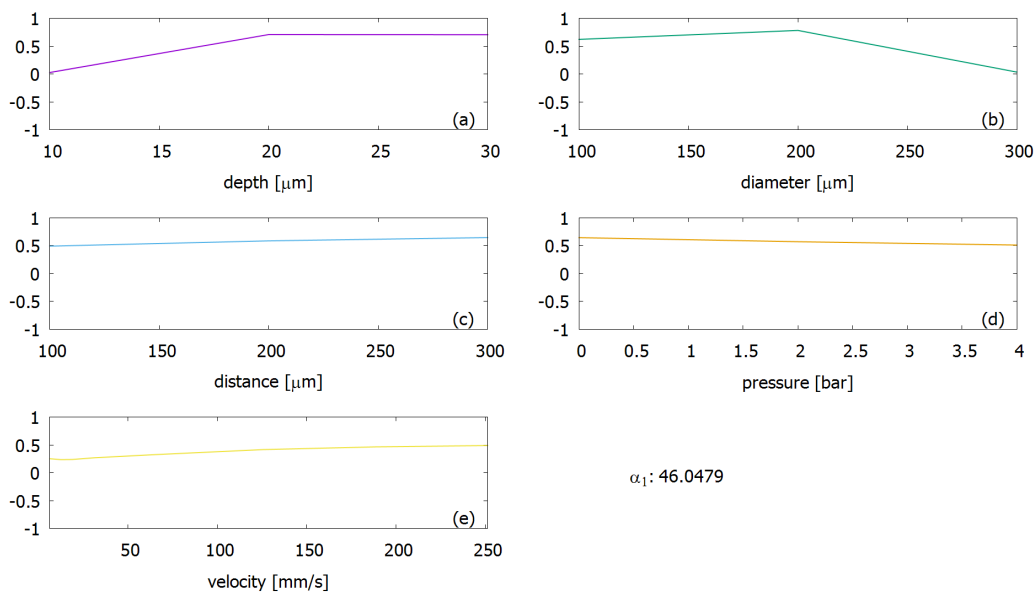 1
0.5
0
-0.5
-1
(a)
10 15 20 25 30
depth [μm]
1
0.5
0
-0.5
-1
(b)
100 150 200 250 300
diameter [μm]
1
0.5
0
-0.5
-1
(c)
100 150 200 250 300
distance [μm]
1
0.5
0
-0.5
-1
(d)
0 0.5 1 1.5 2 2.5 3 3.5 4
pressure [bar]
1
0.5
0
-0.5
-1
(e)
50 100 150 200 250
velocity [mm/s]
α₁: 46.0479